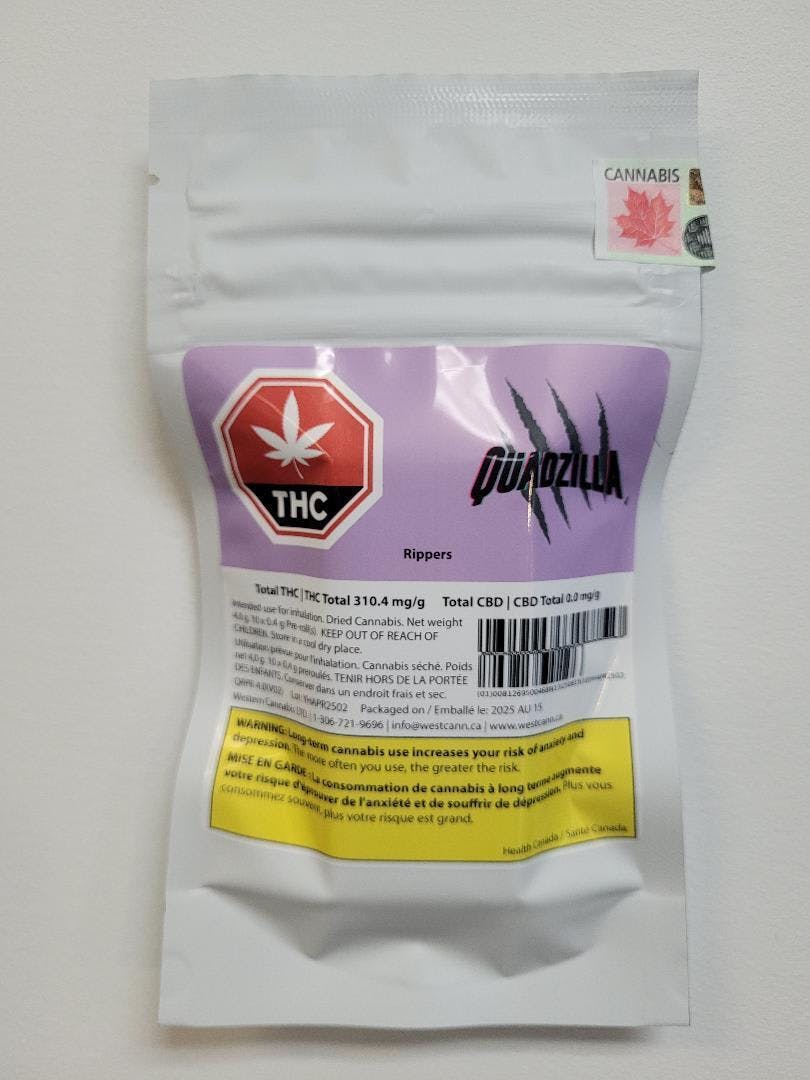 CANNABIS
THC
QUADZILLA
Rippers
Total THC | THC Total 310.4 mg/g Total CBD | CBD Total 0.0 mg/g
Intended use for inhalation. Dried Cannabis. Net weight
4.0 g, 10 x 0.4 g Pre-roll(s). KEEP OUT OF REACH OF
CHILDREN. Store in a cool dry place.
Utilisation prévue pour l'inhalation. Cannabis séché. Poids
net 4,0 g, 10 x 0,4 g préroulés. TENIR HORS DE LA PORTÉE
DES ENFANTS. Conserver dans un endroit frais et sec.
Lot: YHAPR2502 Packaged on / Emballé le: 2025 AU 15
Western Cannabis LTD. | 1-306-721-9696 | info@westcann.ca | www.westcann.ca
WARNING: Long-term cannabis use increases your risk of anxiety and
depression. The more often you use, the greater the risk.
MISE EN GARDE : La consommation de cannabis à long terme augmente
votre risque d'éprouver de l'anxiété et de souffrir de dépression. Plus vous
consommez souvent, plus votre risque est grand.
Health Canada / Santé Canada